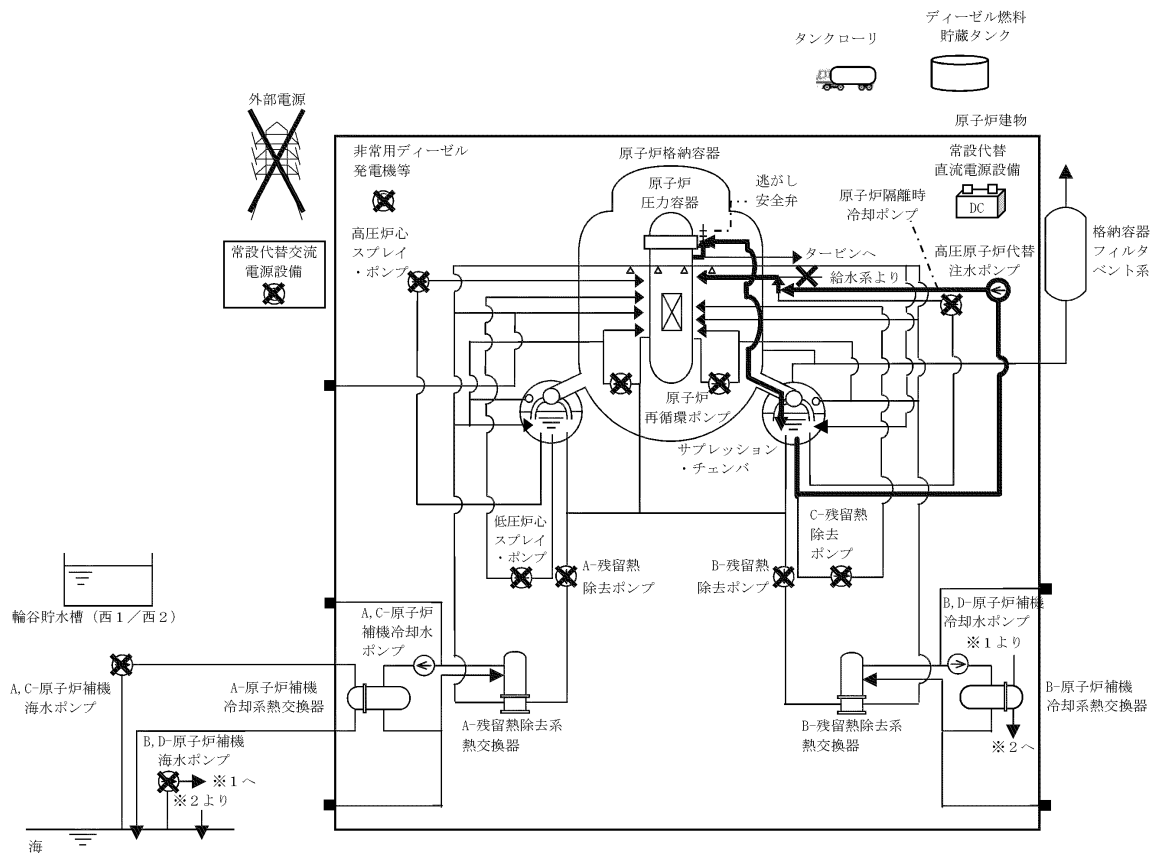 ディーゼル燃料
貯蔵タンク
タンクローリ
外部電源
原子炉建物
非常用ディーゼル
発電機等
原子炉格納容器
常設代替
直流電源設備
DC
原子炉
圧力容器
逃がし
安全弁
原子炉隔離時
冷却ポンプ
高圧炉心
スプレイ
・ポンプ
常設代替交流
電源設備
タービンへ
給水系より
高圧原子炉代替
注水ポンプ
格納容器
フィルタ
ベント系
原子炉
再循環ポンプ
サプレッション
・チェンバ
低圧炉心
スプレイ
・ポンプ
A-残留熱
除去ポンプ
B-残留熱
除去ポンプ
C-残留熱
除去
ポンプ
輪谷貯水槽（西１／西２）
A,C-原子炉
補機冷却水
ポンプ
B,D-原子炉補機
冷却水ポンプ
※１より
A,C-原子炉補機
海水ポンプ
A-原子炉補機
冷却系熱交換器
A-残留熱除去系
熱交換器
B-残留熱除去系
熱交換器
B-原子炉補機
冷却系熱交換器
※２へ
B,D-原子炉補機
海水ポンプ
※１へ
※２より
海